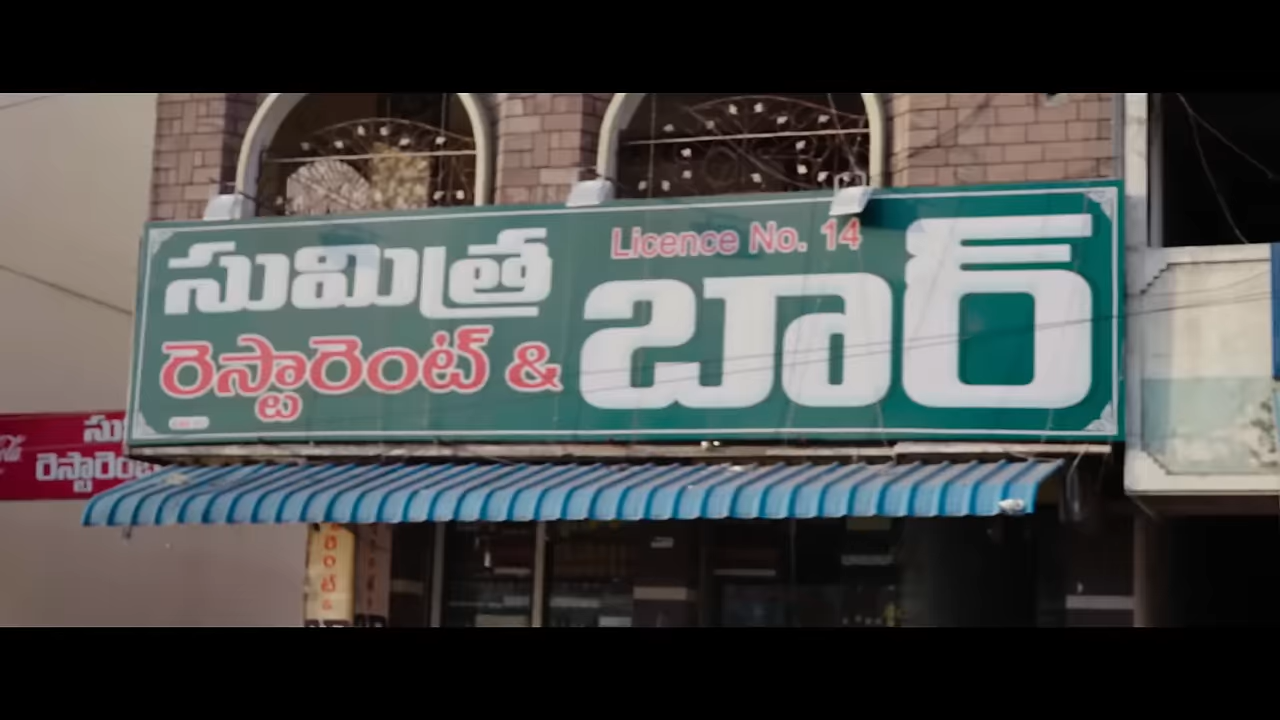 సుమిత్ర
Licence No. 14
రెస్టారెంట్ & బార్
సు
రెస్టారెంట్
రెంట్ &